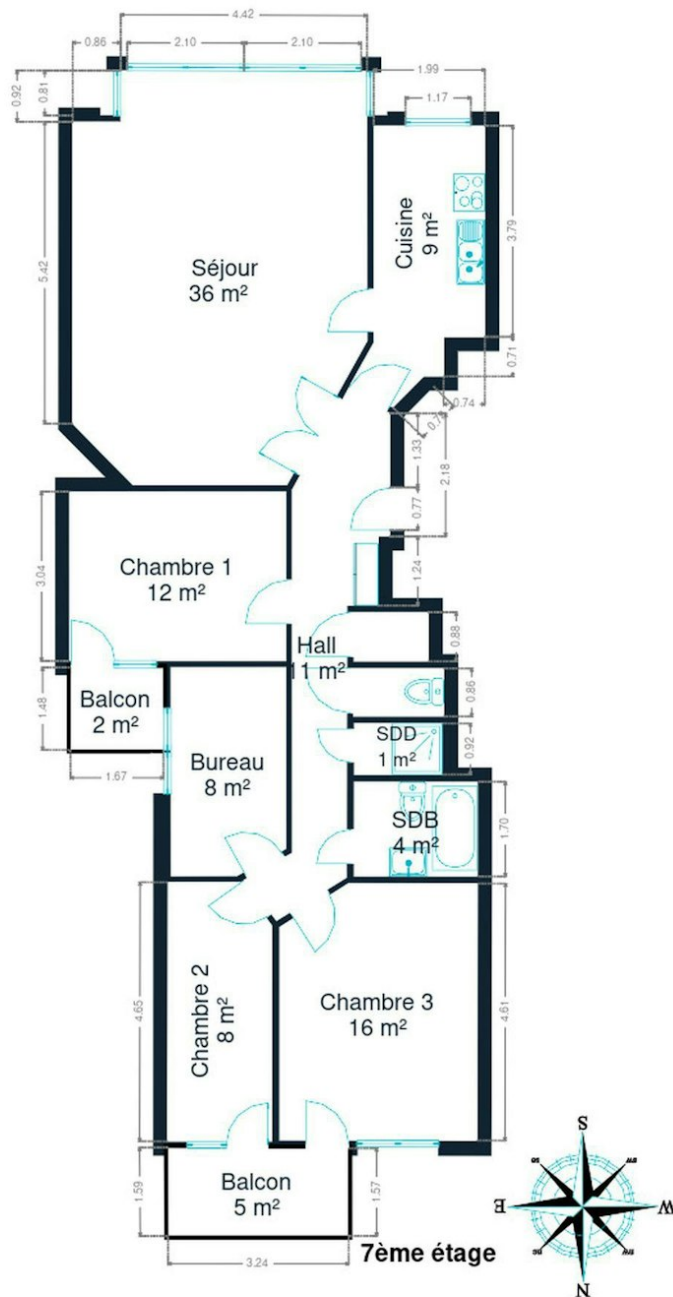 4.42
0.86
2.10
2.10
1.99
0.92
0.81
1.17
5.42
3.79
Cuisine
9 m²
Séjour
36 m²
0.71
0.74
1.33
2.18
0.77
1.24
3.04
Chambre 1
12 m²
Hall
11 m²
0.88
0.86
1.48
Balcon
2 m²
SDD
1 m²
0.92
1.67
Bureau
8 m²
SDB
4 m²
1.70
4.65
Chambre 2
8 m²
Chambre 3
16 m²
4.61
S
E
W
N
1.59
Balcon
5 m²
1.57
3.24
7ème étage